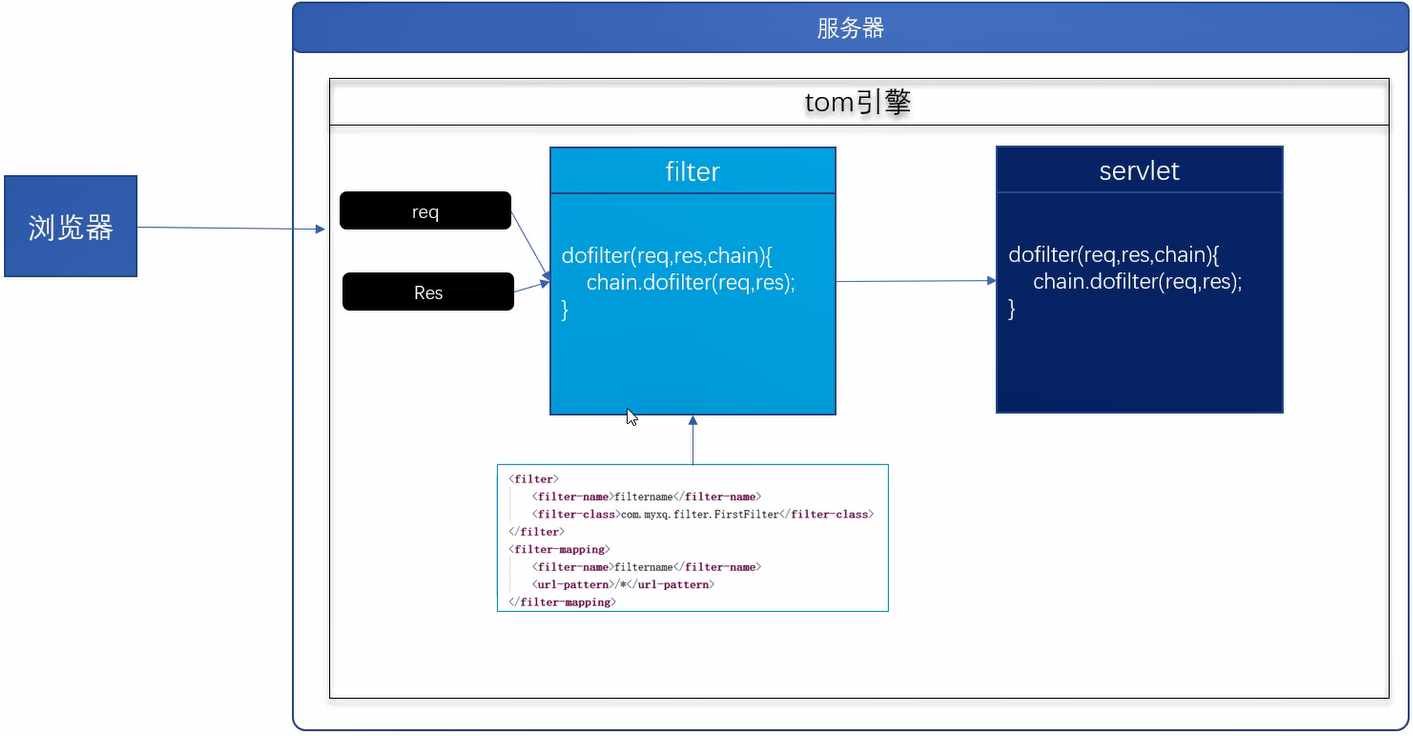 服务器
tom引擎
浏览器
req
Res
filter
dofilter(req,res,chain){
chain.dofilter(req,res);
}
servlet
dofilter(req,res,chain){
chain.dofilter(req,res);
}
<filter>
<filter-name>filtername</filter-name>
<filter-class>com.myxq.filter.FirstFilter</filter-class>
</filter>
<filter-mapping>
<filter-name>filtername</filter-name>
<url-pattern>/*</url-pattern>
</filter-mapping>